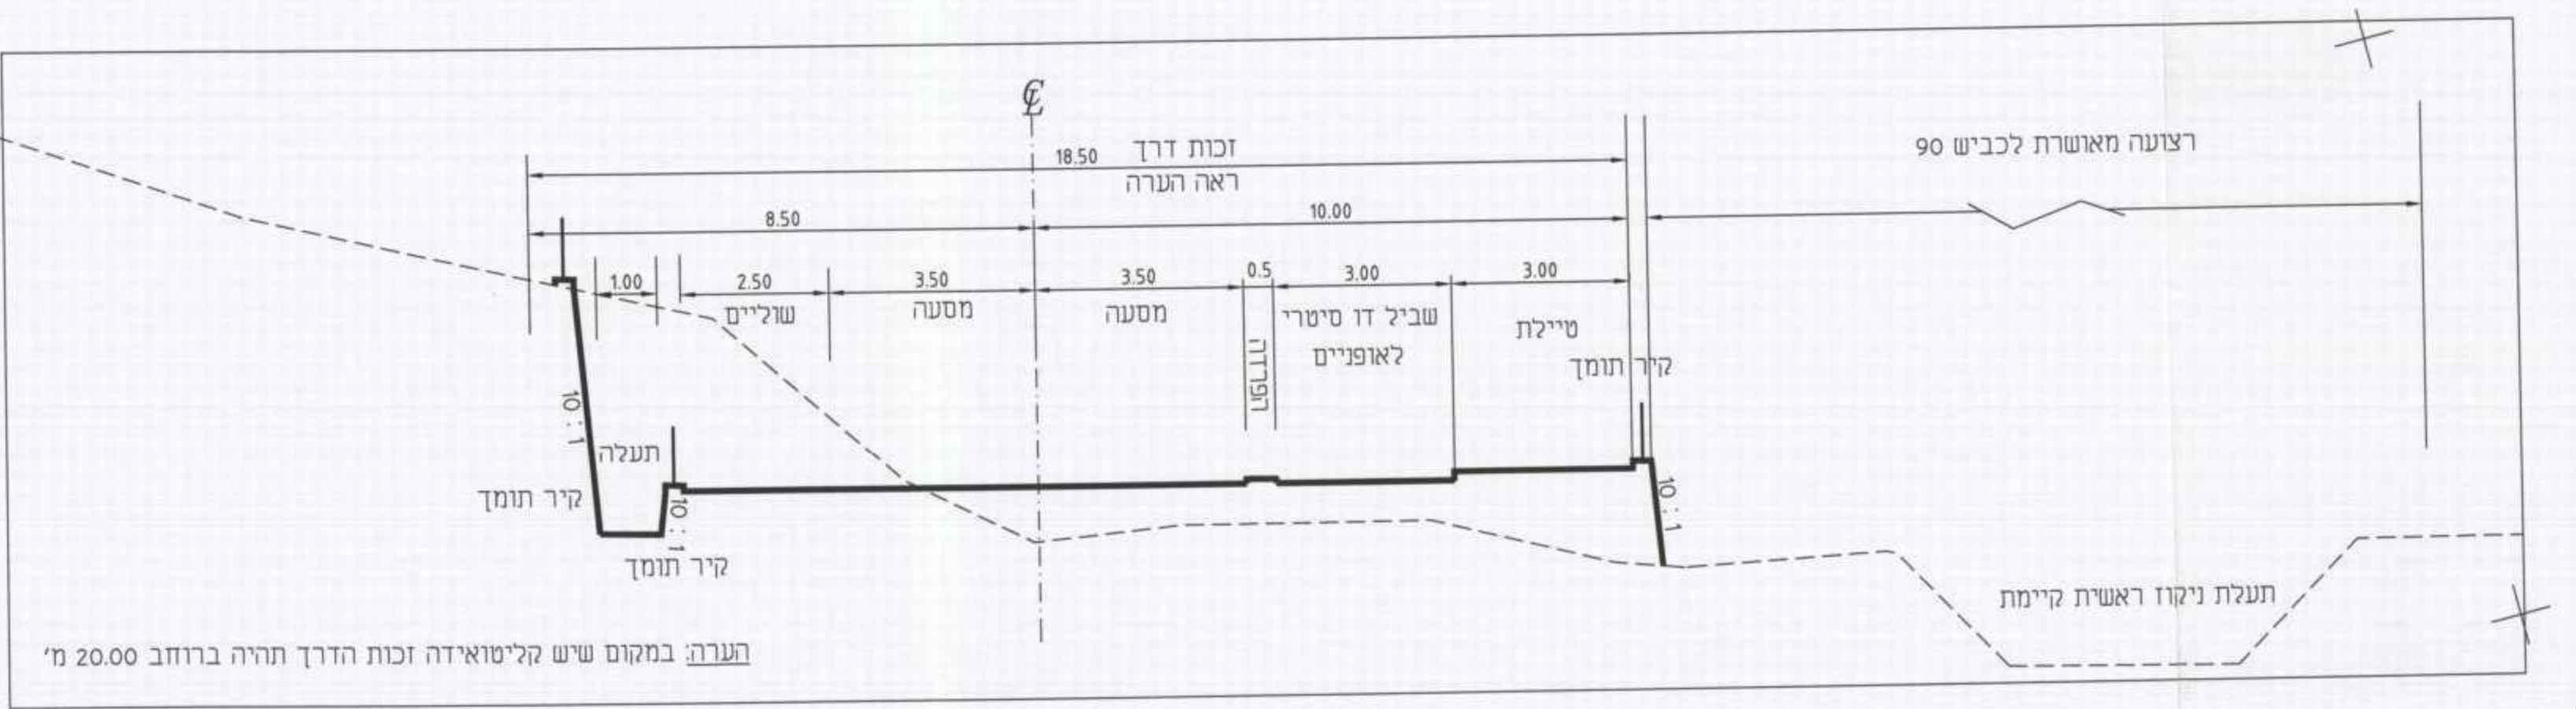 ℄
זכות דרך
18.50
ראה הערה
רצועה מאושרת לכביש 90
10.00
8.50
3.00
3.00
0.5
3.50
3.50
2.50
1.00
טיילת
שביל דו סיטרי
לאופניים
הפרדה
מסעה
מסעה
שוליים
קיר תומך
10 : 1
תעלה
10 : 1
10 : 1
קיר תומך
קיר תומך
תעלת ניקוז ראשית קיימת
הערה: במקום שיש קליטואידה זכות הדרך תהיה ברוחב 20.00 מ'